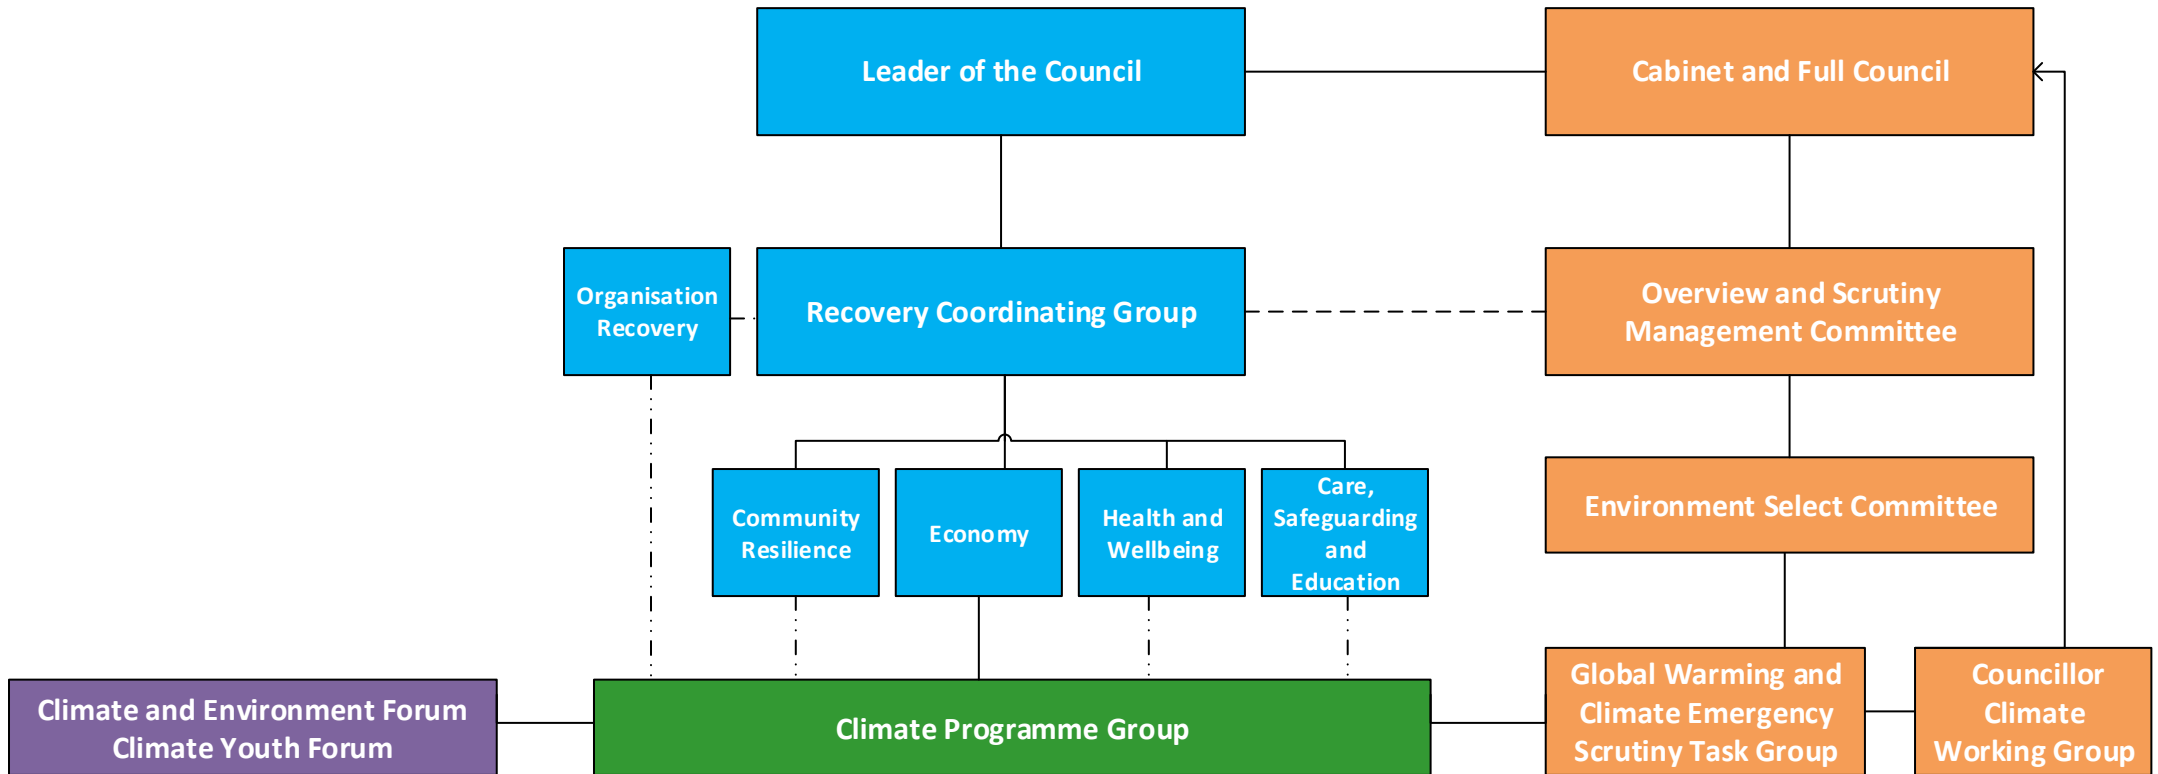 Leader of the Council
Cabinet and Full Council
Organisation
Recovery
Recovery Coordinating Group
Overview and Scrutiny
Management Committee
Community
Resilience
Economy
Health and
Wellbeing
Care,
Safeguarding
and
Education
Environment Select Committee
Climate and Environment Forum
Climate Youth Forum
Climate Programme Group
Global Warming and
Climate Emergency
Scrutiny Task Group
Councillor
Climate
Working Group